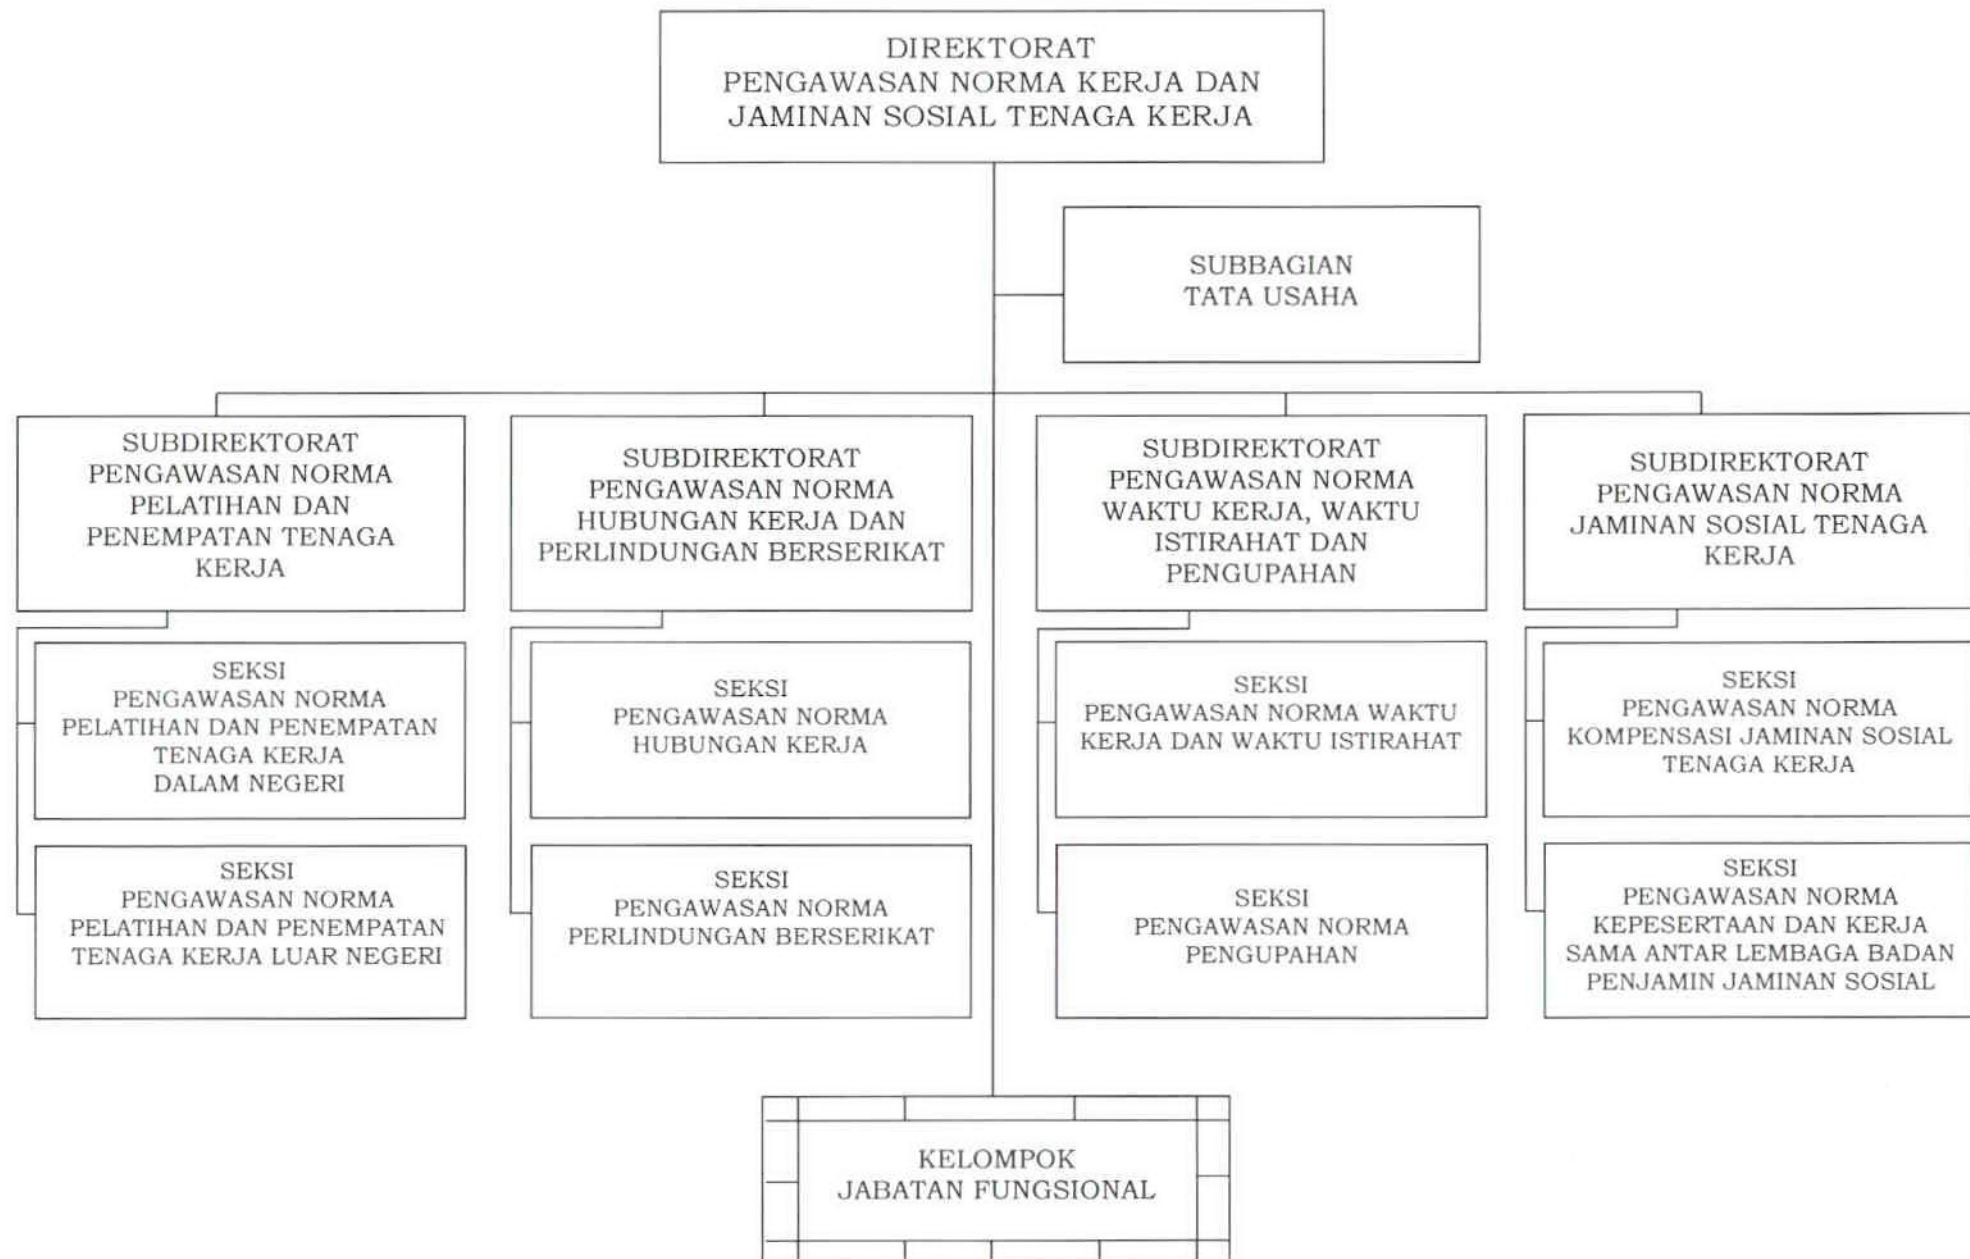 DIREKTORAT
PENGAWASAN NORMA KERJA DAN
JAMINAN SOSIAL TENAGA KERJA
SUBBAGIAN
TATA USAHA
SUBDIREKTORAT
PENGAWASAN NORMA
PELATIHAN DAN
PENEMPATAN TENAGA
KERJA
SUBDIREKTORAT
PENGAWASAN NORMA
HUBUNGAN KERJA DAN
PERLINDUNGAN BERSERIKAT
SUBDIREKTORAT
PENGAWASAN NORMA
WAKTU KERJA, WAKTU
ISTIRAHAT DAN
PENGUPAHAN
SUBDIREKTORAT
PENGAWASAN NORMA
JAMINAN SOSIAL TENAGA
KERJA
SEKSI
PENGAWASAN NORMA
PELATIHAN DAN PENEMPATAN
TENAGA KERJA
DALAM NEGERI
SEKSI
PENGAWASAN NORMA
HUBUNGAN KERJA
SEKSI
PENGAWASAN NORMA WAKTU
KERJA DAN WAKTU ISTIRAHAT
SEKSI
PENGAWASAN NORMA
KOMPENSASI JAMINAN SOSIAL
TENAGA KERJA
SEKSI
PENGAWASAN NORMA
PELATIHAN DAN PENEMPATAN
TENAGA KERJA LUAR NEGERI
SEKSI
PENGAWASAN NORMA
PERLINDUNGAN BERSERIKAT
SEKSI
PENGAWASAN NORMA
PENGUPAHAN
SEKSI
PENGAWASAN NORMA
KEPESERTAAN DAN KERJA
SAMA ANTAR LEMBAGA BADAN
PENJAMIN JAMINAN SOSIAL
KELOMPOK
JABATAN FUNGSIONAL